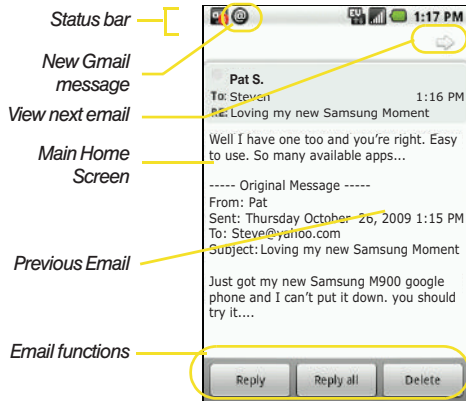 Status bar
New Gmail
message
View next email
Main Home
Screen
Previous Email
Email functions
1:17 PM
Pat S.
To: Steven 1:16 PM
RE: Loving my new Samsung Moment
Well I have one too and you're right. Easy
to use. So many available apps...
----- Original Message -----
From: Pat
Sent: Thursday October 26, 2009 1:15 PM
To: Steve@yahoo.com
Subject: Loving my new Samsung Moment
Just got my new Samsung M900 google
phone and I can't put it down. you should
try it....
Reply Reply all Delete